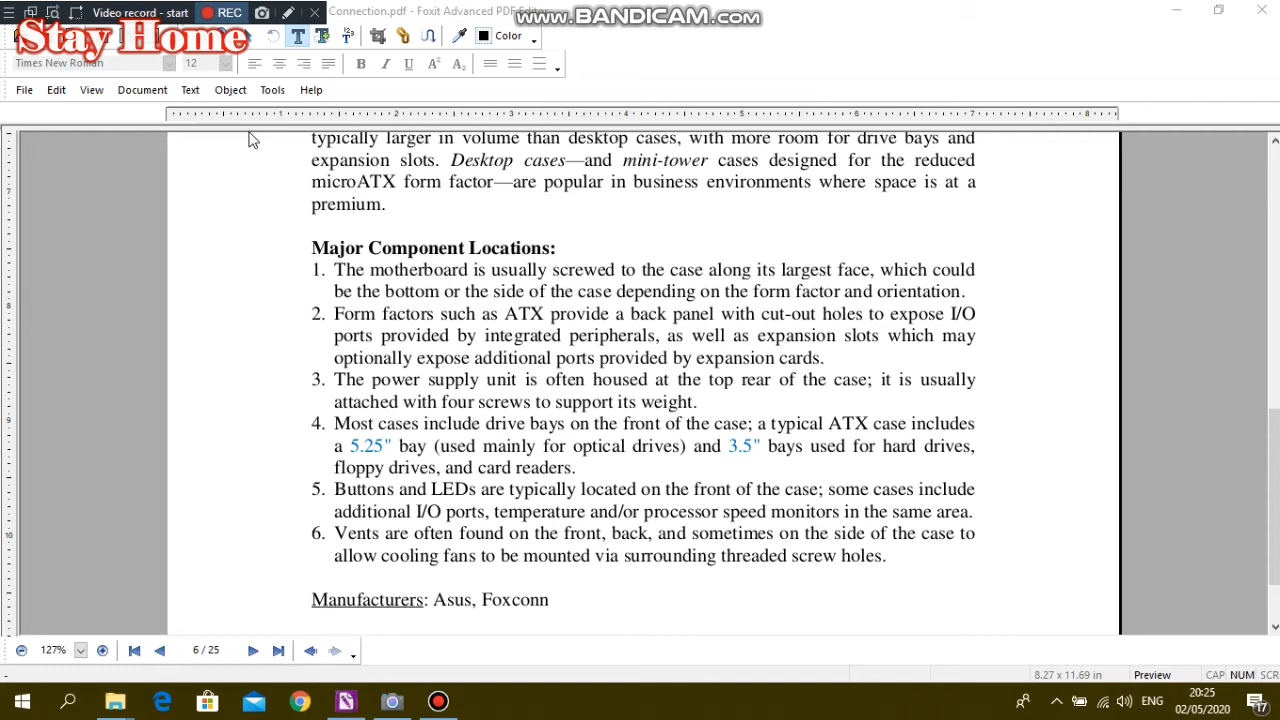 Video record - start
REC
Connection.pdf - Foxit Advanced PDF Editor
www.BANDICAM.com
Stay Home
Color
Times New Roman
12
File Edit View Document Text Object Tools Help
1 2 3 4 5 6 7 8
typically larger in volume than desktop cases, with more room for drive bays and
expansion slots. Desktop cases—and mini-tower cases designed for the reduced
microATX form factor—are popular in business environments where space is at a
premium.
Major Component Locations:
1. The motherboard is usually screwed to the case along its largest face, which could
be the bottom or the side of the case depending on the form factor and orientation.
2. Form factors such as ATX provide a back panel with cut-out holes to expose I/O
ports provided by integrated peripherals, as well as expansion slots which may
optionally expose additional ports provided by expansion cards.
3. The power supply unit is often housed at the top rear of the case; it is usually
attached with four screws to support its weight.
4. Most cases include drive bays on the front of the case; a typical ATX case includes
a 5.25" bay (used mainly for optical drives) and 3.5" bays used for hard drives,
floppy drives, and card readers.
5. Buttons and LEDs are typically located on the front of the case; some cases include
additional I/O ports, temperature and/or processor speed monitors in the same area.
6. Vents are often found on the front, back, and sometimes on the side of the case to
allow cooling fans to be mounted via surrounding threaded screw holes.
Manufacturers: Asus, Foxconn
7
8
9
10
127%
6 / 25
8.27 x 11.69 in Preview CAP NUM SCR
ENG
20:25
02/05/2020
17